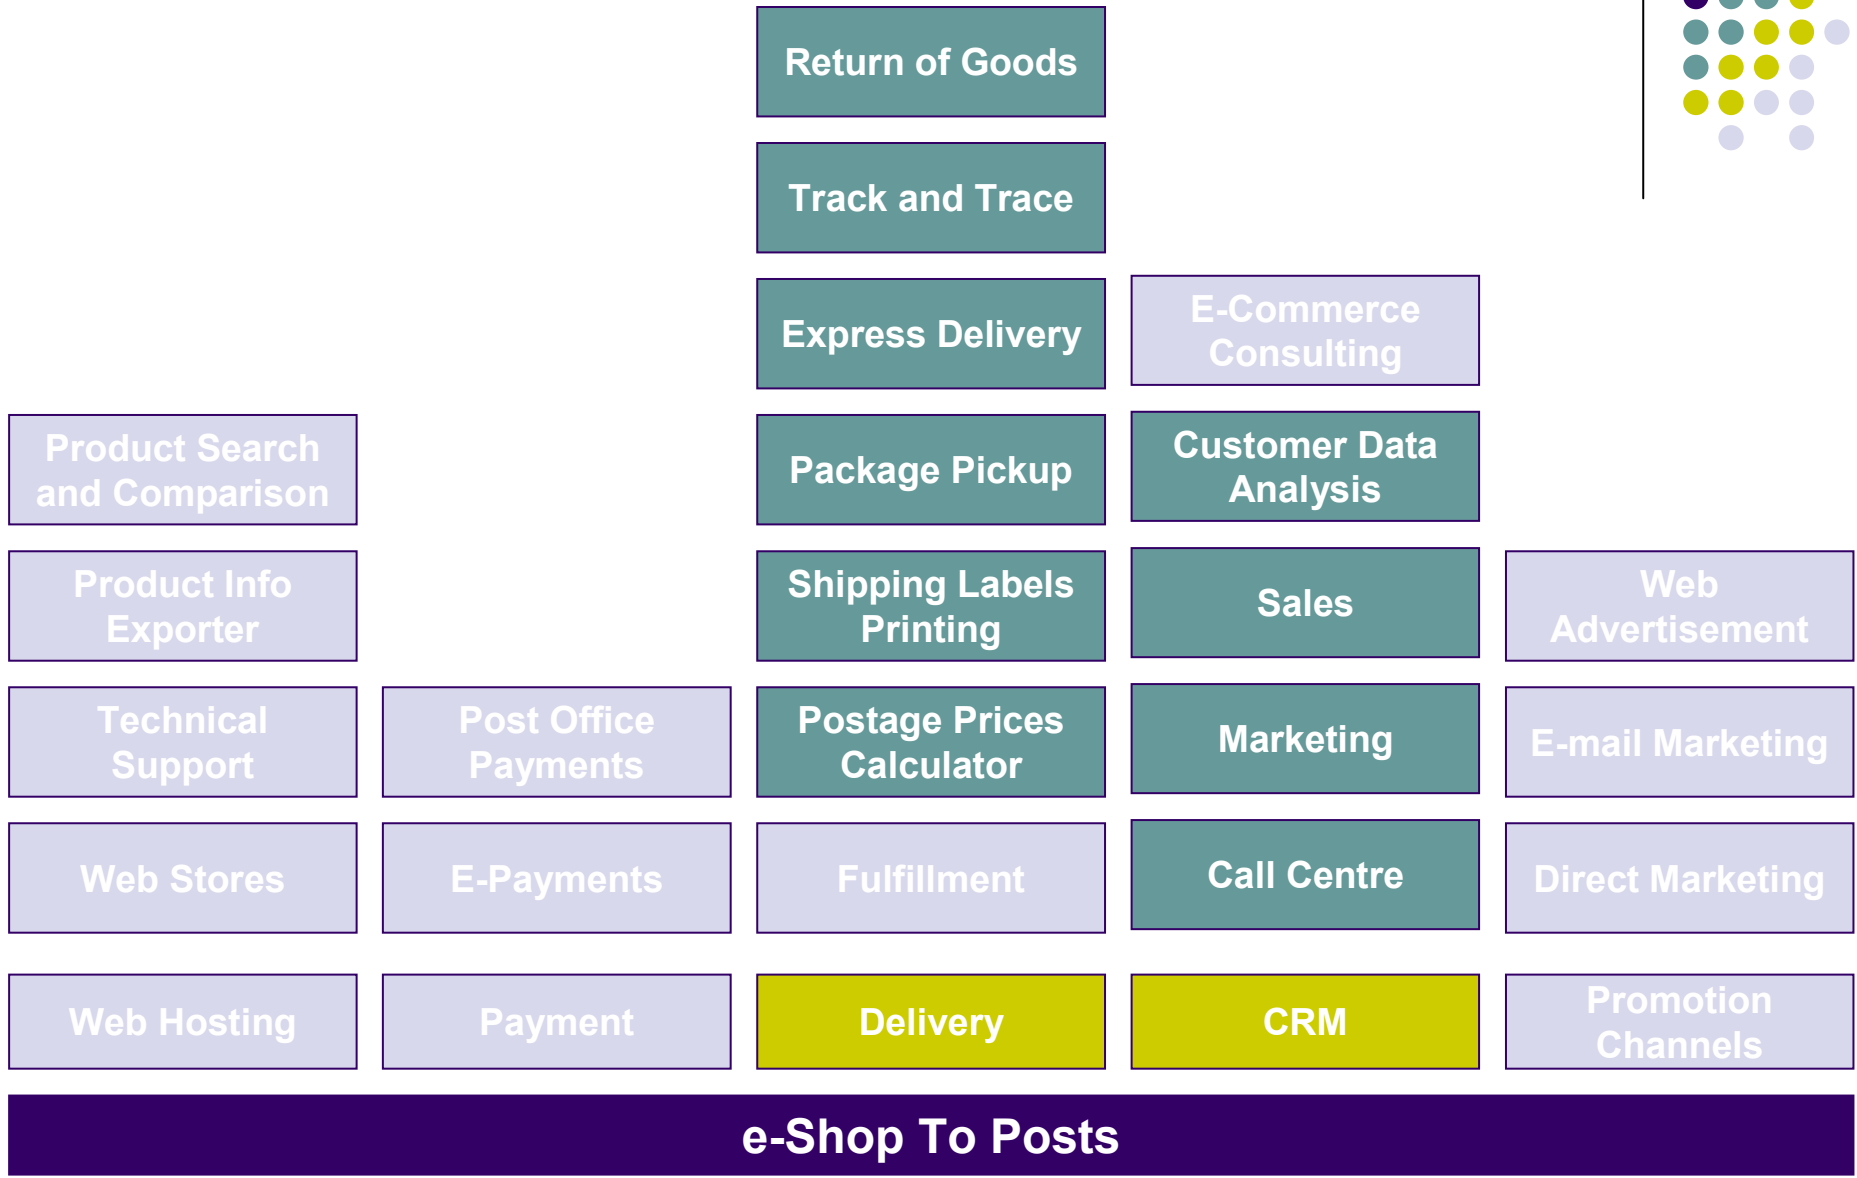 Return of Goods
Track and Trace
Express Delivery
E-Commerce
Consulting
Product Search
and Comparison
Package Pickup
Customer Data
Analysis
Product Info
Exporter
Shipping Labels
Printing
Sales
Web
Advertisement
Technical
Support
Post Office
Payments
Postage Prices
Calculator
Marketing
E-mail Marketing
Web Stores
E-Payments
Fulfillment
Call Centre
Direct Marketing
Web Hosting
Payment
Delivery
CRM
Promotion
Channels
e-Shop To Posts